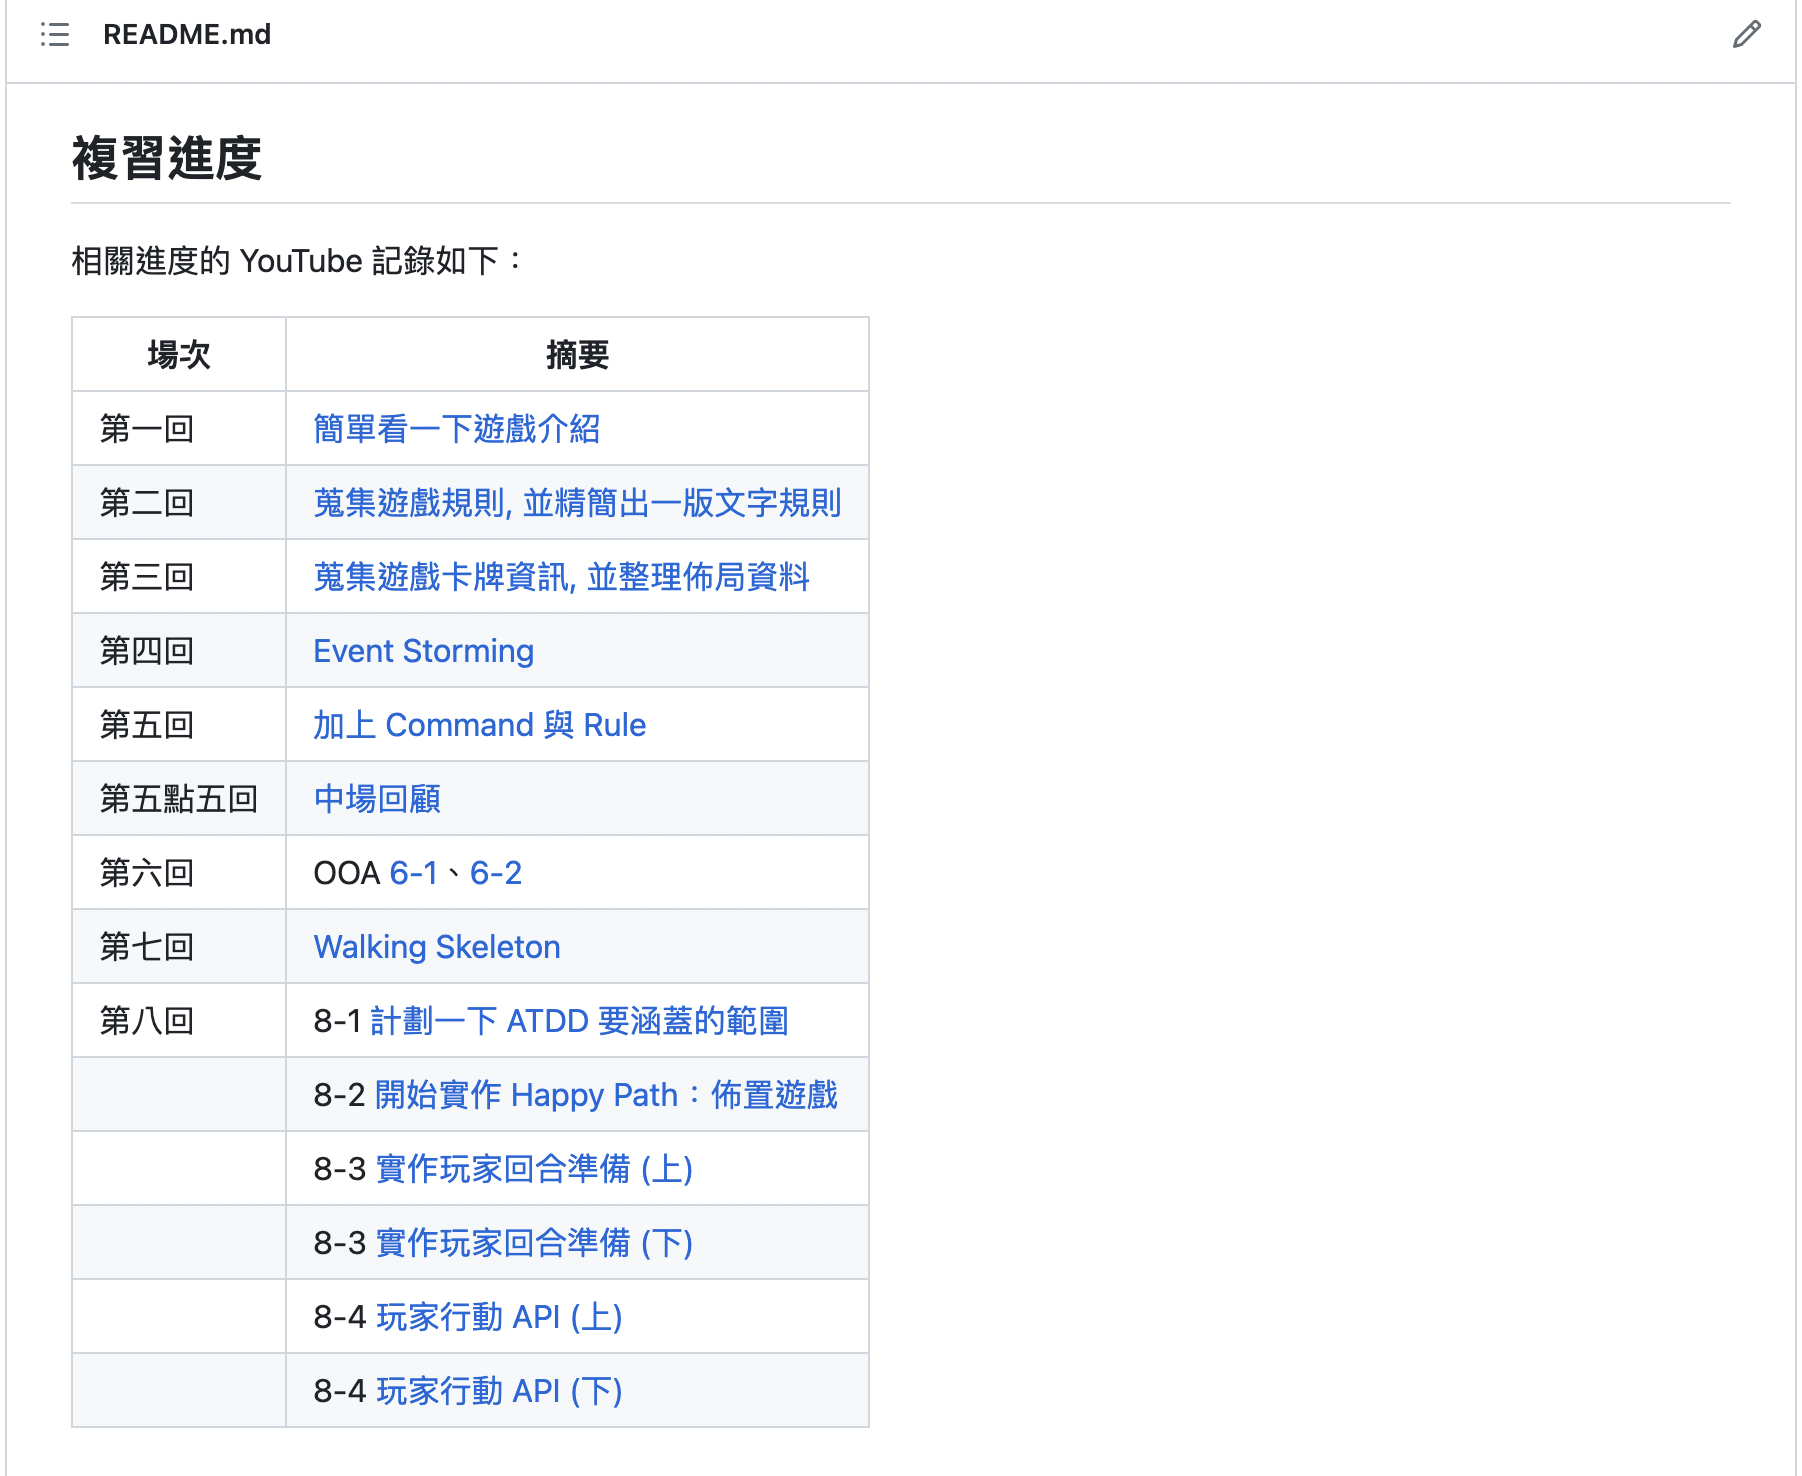 README.md
複習進度
相關進度的 YouTube 記錄如下：
場次 摘要
第一回 簡單看一下遊戲介紹
第二回 蒐集遊戲規則, 並精簡出一版文字規則
第三回 蒐集遊戲卡牌資訊, 並整理佈局資料
第四回 Event Storming
第五回 加上 Command 與 Rule
第五點五回 中場回顧
第六回 OOA 6-1、6-2
第七回 Walking Skeleton
第八回 8-1 計劃一下 ATDD 要涵蓋的範圍
8-2 開始實作 Happy Path：佈置遊戲
8-3 實作玩家回合準備 (上)
8-3 實作玩家回合準備 (下)
8-4 玩家行動 API (上)
8-4 玩家行動 API (下)